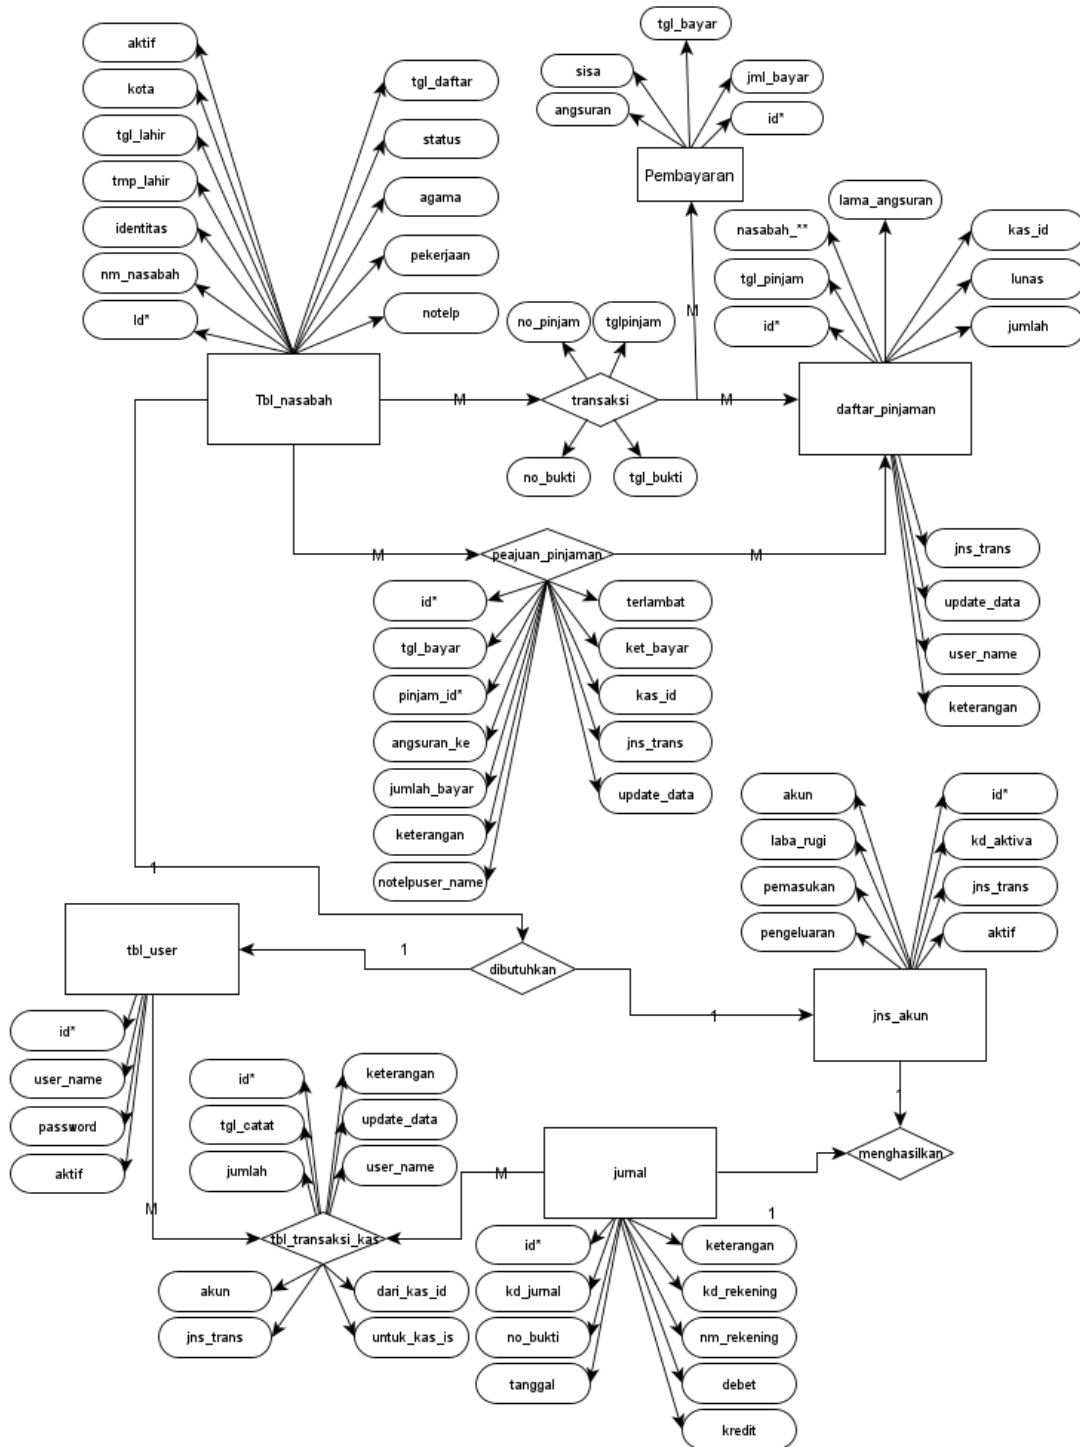 aktif
kota
tgl_lahir
tmp_lahir
identitas
nm_nasabah
Id*
tgl_daftar
status
agama
pekerjaan
notelp
Tbl_nasabah
tgl_bayar
sisa
jml_bayar
angsuran
id*
Pembayaran
M
lama_angsuran
nasabah_**
kas_id
tgl_pinjam
lunas
id*
jumlah
no_pinjam
tglpinjam
M
transaksi
M
daftar_pinjaman
no_bukti
tgl_bukti
M
peajuan_pinjaman
M
jns_trans
update_data
user_name
keterangan
id*
terlambat
tgl_bayar
ket_bayar
pinjam_id*
kas_id
angsuran_ke
jns_trans
jumlah_bayar
update_data
keterangan
notelpuser_name
akun
id*
laba_rugi
kd_aktiva
pemasukan
jns_trans
pengeluaran
aktif
1
tbl_user
1
dibutuhkan
1
jns_akun
id*
user_name
password
aktif
1
menghasilkan
id*
keterangan
tgl_catat
update_data
jumlah
user_name
M
jurnal
M
tbl_transaksi_kas
1
akun
dari_kas_id
jns_trans
untuk_kas_is
id*
keterangan
kd_jurnal
kd_rekening
no_bukti
nm_rekening
tanggal
debet
kredit